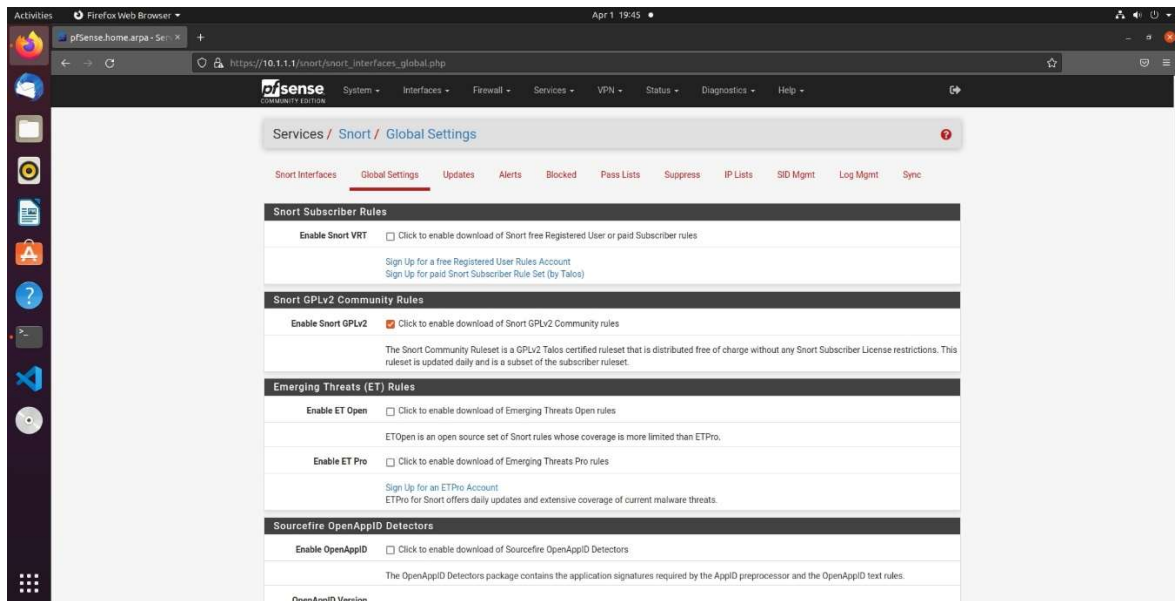 Activities Firefox Web Browser Apr 1 19:45
pfSense.home.arpa - Serv
https://10.1.1.1/snort/snort_interfaces_global.php
pfsense System Interfaces Firewall Services VPN Status Diagnostics Help
COMMUNITY EDITION
Services / Snort / Global Settings
Snort Interfaces Global Settings Updates Alerts Blocked Pass Lists Suppress IP Lists SID Mgmt Log Mgmt Sync
Snort Subscriber Rules
Enable Snort VRT Click to enable download of Snort free Registered User or paid Subscriber rules
Sign Up for a free Registered User Rules Account
Sign Up for paid Snort Subscriber Rule Set (by Talos)
Snort GPLv2 Community Rules
Enable Snort GPLv2 Click to enable download of Snort GPLv2 Community rules
The Snort Community Ruleset is a GPLv2 Talos certified ruleset that is distributed free of charge without any Snort Subscriber License restrictions. This
ruleset is updated daily and is a subset of the subscriber ruleset.
Emerging Threats (ET) Rules
Enable ET Open Click to enable download of Emerging Threats Open rules
ETOpen is an open source set of Snort rules whose coverage is more limited than ETPro.
Enable ET Pro Click to enable download of Emerging Threats Pro rules
Sign Up for an ETPro Account
ETPro for Snort offers daily updates and extensive coverage of current malware threats.
Sourcefire OpenAppID Detectors
Enable OpenAppID Click to enable download of Sourcefire OpenAppID Detectors
The OpenAppID Detectors package contains the application signatures required by the AppID preprocessor and the OpenAppID text rules.
OpenAppID Version